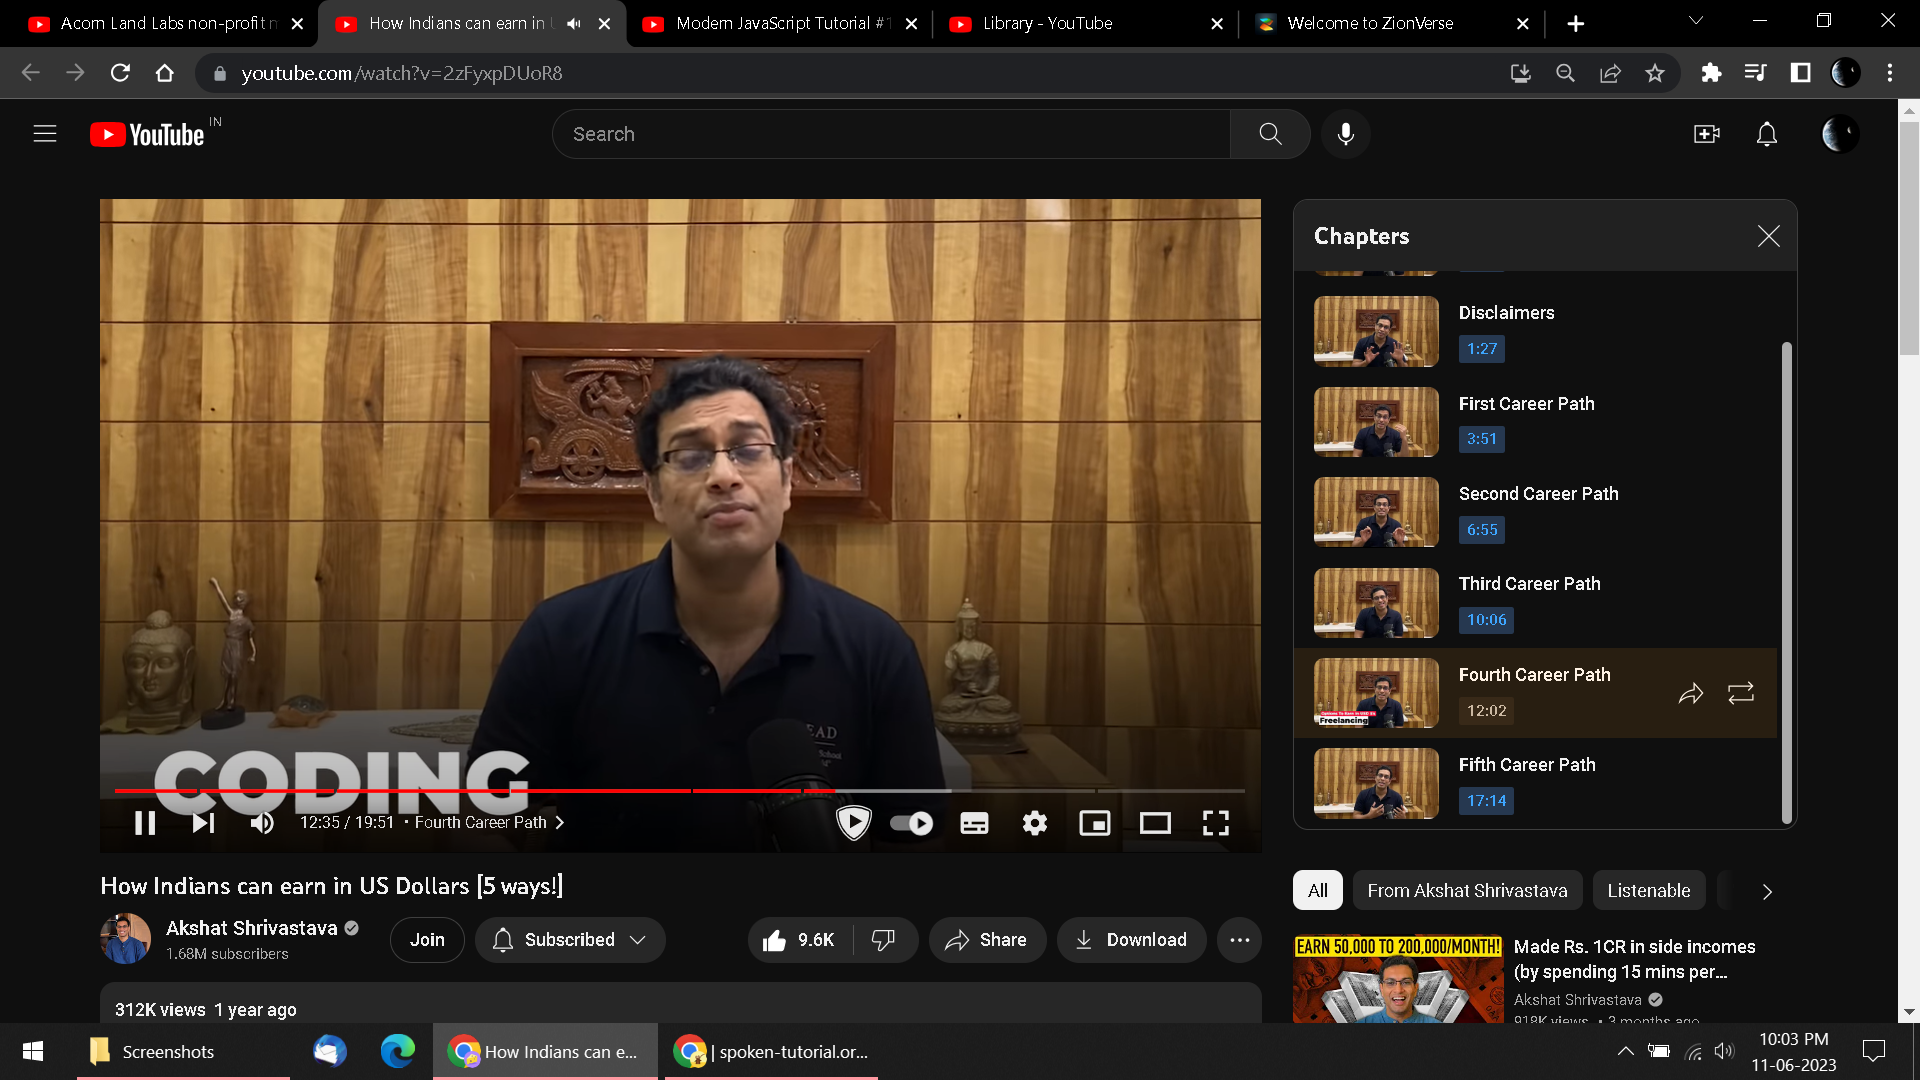 Acorn Land Labs non-profit n
How Indians can earn in U
Modern JavaScript Tutorial #1
Library - YouTube
Welcome to ZionVerse
youtube.com/watch?v=2zFyxpDUoR8
YouTube IN
Search
Chapters
Disclaimers
1:27
First Career Path
3:51
Second Career Path
6:55
Third Career Path
10:06
Fourth Career Path
12:02
Freelancing
Fifth Career Path
17:14
EAD
School
CODING
12:35 / 19:51 • Fourth Career Path
How Indians can earn in US Dollars [5 ways!]
Akshat Shrivastava
1.68M subscribers
Join
Subscribed
9.6K
Share
Download
312K views 1 year ago
All
From Akshat Shrivastava
Listenable
EARN 50,000 TO 200,000/MONTH!
Made Rs. 1CR in side incomes
(by spending 15 mins per...
Akshat Shrivastava
918K views • 3 months ago
Screenshots
How Indians can e...
| spoken-tutorial.or...
10:03 PM
11-06-2023